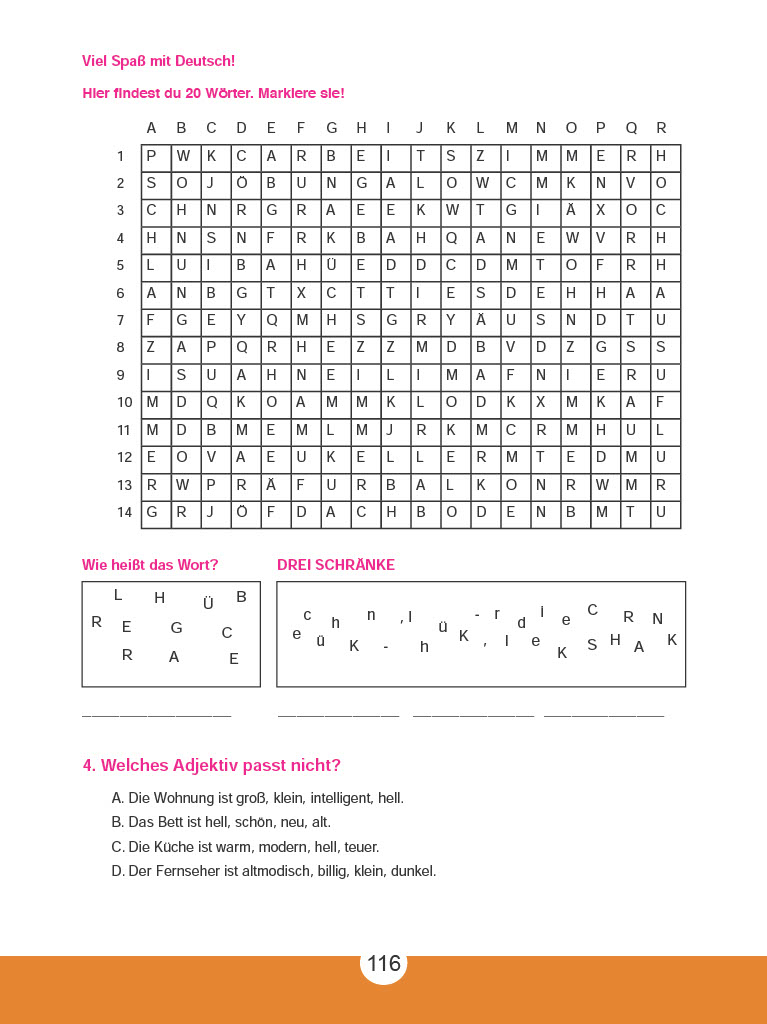 Viel Spaß mit Deutsch!
Hier findest du 20 Wörter. Markiere sie!
A B C D E F G H I J K L M N O P Q R
1 P W K C A R B E I T S Z I M M E R H
2 S O J Ö B U N G A L O W C M K N V O
3 C H N R G R A E E K W T G I Ä X O C
4 H N S N F R K B A H Q A N E W V R H
5 L U I B A H Ü E D D C D M T O F R H
6 A N B G T X C T T I E S D E H H A A
7 F G E Y Q M H S G R Y Ä U S N D T U
8 Z A P Q R H E Z Z M D B V D Z G S S
9 I S U A H N E I L I M A F N I E R U
10 M D Q K O A M M K L O D K X M K A F
11 M D B M E M L M J R K M C R M H U L
12 E O V A E U K E L L E R M T E D M U
13 R W P R Ä F U R B A L K O N R W M R
14 G R J Ö F D A C H B O D E N B M T U
Wie heißt das Wort? DREI SCHRÄNKE
L H Ü B
R E G C
R A E
c h n , l ü - r d i e C R N
e ü h K - h K , l e K S H A K
4. Welches Adjektiv passt nicht?
A. Die Wohnung ist groß, klein, intelligent, hell.
B. Das Bett ist hell, schön, neu, alt.
C. Die Küche ist warm, modern, hell, teuer.
D. Der Fernseher ist altmodisch, billig, klein, dunkel.
116